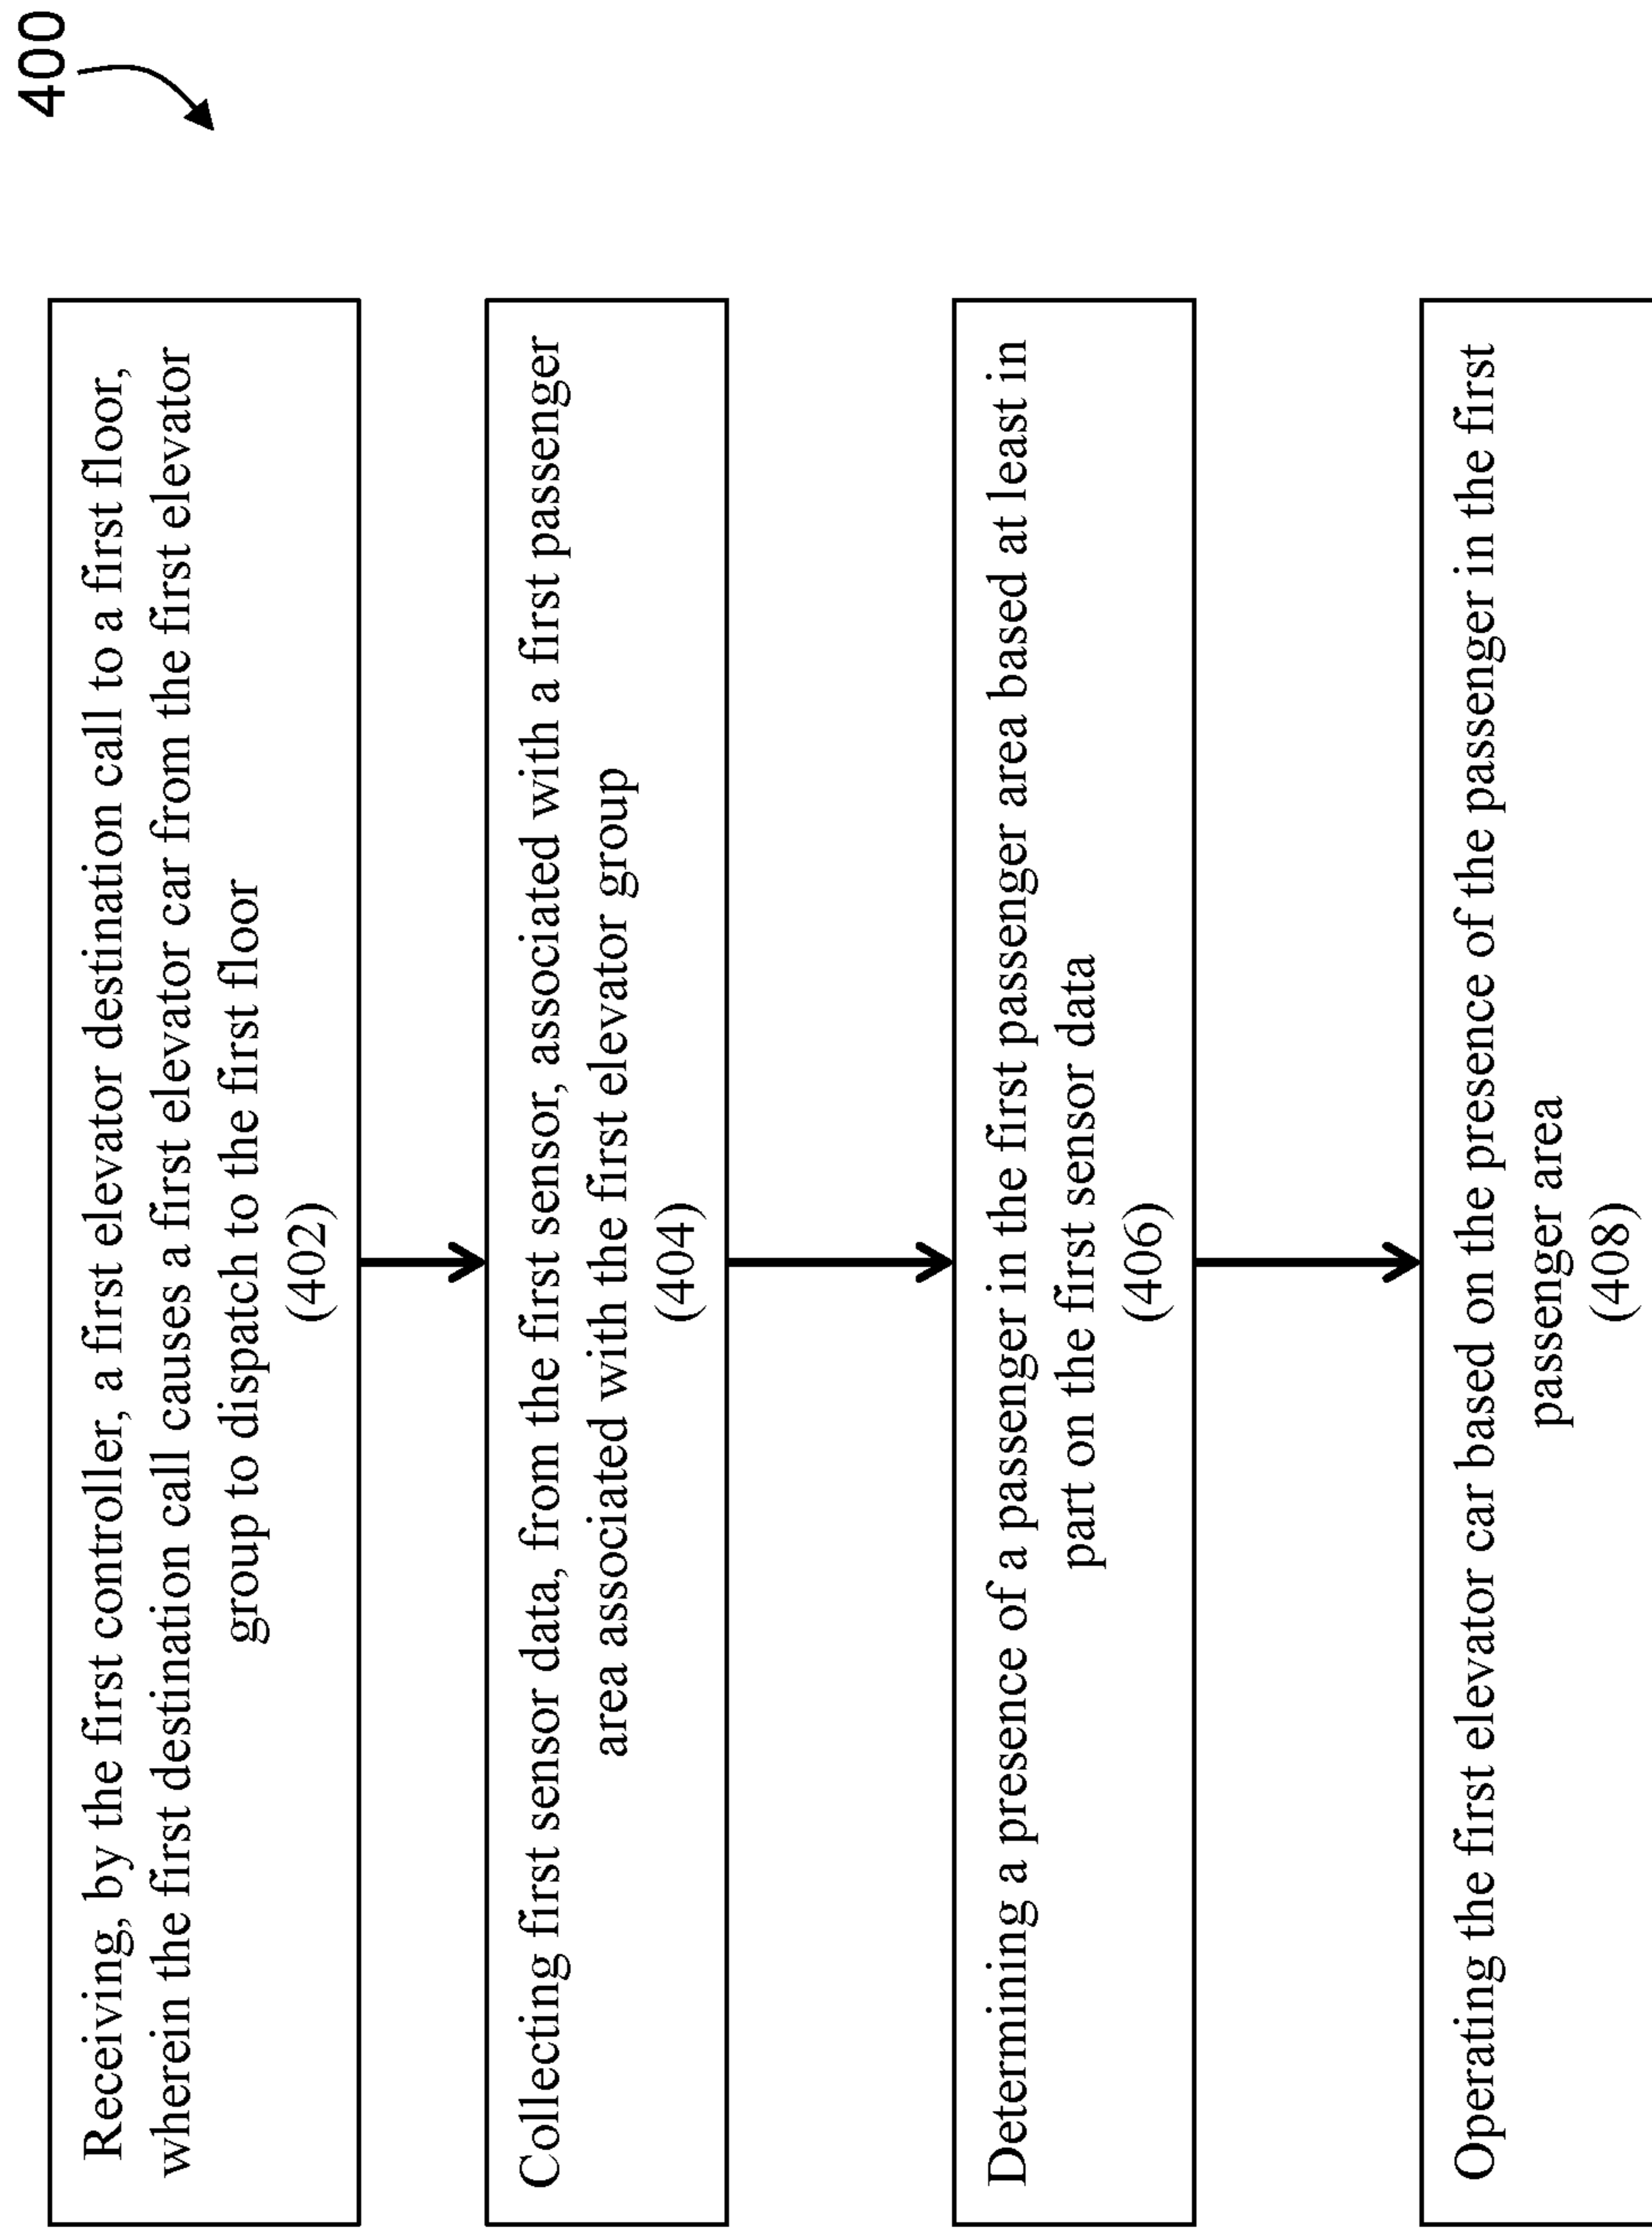 400
Receiving, by the first controller, a first elevator destination call to a first floor,
wherein the first destination call causes a first elevator car from the first elevator
group to dispatch to the first floor
(402)
Collecting first sensor data, from the first sensor, associated with a first passenger
area associated with the first elevator group
(404)
Determining a presence of a passenger in the first passenger area based at least in
part on the first sensor data
(406)
Operating the first elevator car based on the presence of the passenger in the first
passenger area
(408)